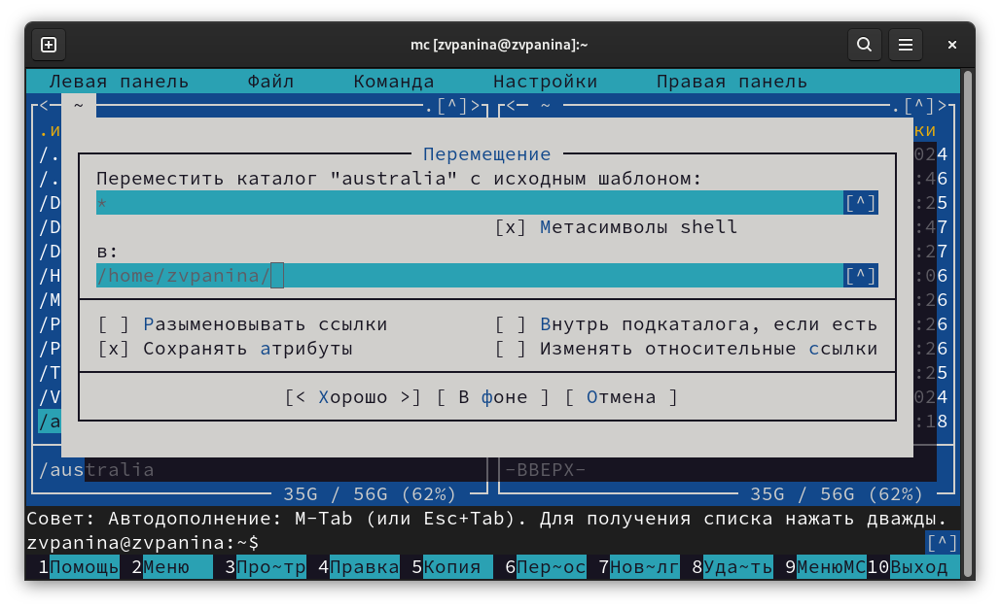 mc [zvpanina@zvpanina]:~
Левая панель Файл Команда Настройки Правая панель
<- ~ .[^]> <- ~ .[^]>
.и ки
/. 024
/. :46
/D :25
/D :47
/D :27
/H :06
/M :26
/P :26
/P :26
/T :25
/V 024
/a :18
Перемещение
Переместить каталог "australia" с исходным шаблоном:
* [^]
[x] Метасимволы shell
в:
/home/zvpanina/ [^]
[ ] Разыменовывать ссылки [ ] Внутрь подкаталога, если есть
[x] Сохранять атрибуты [ ] Изменять относительные ссылки
[< Хорошо >] [ В фоне ] [ Отмена ]
/australia -ВВЕРХ-
35G / 56G (62%) 35G / 56G (62%)
Совет: Автодополнение: M-Tab (или Esc+Tab). Для получения списка нажать дважды.
zvpanina@zvpanina:~$ [^]
1Помощь 2Меню 3Про~тр 4Правка 5Копия 6Пер~ос 7Нов~лг 8Уда~ть 9МенюMC 10Выход